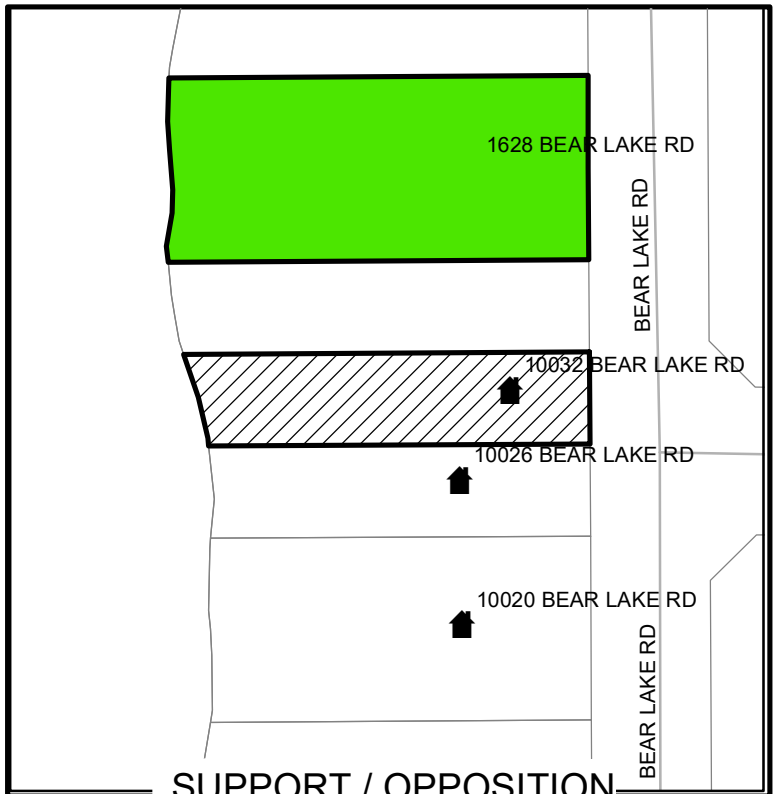 1628 BEAR LAKE RD
BEAR LAKE RD
10032 BEAR LAKE RD
10026 BEAR LAKE RD
10020 BEAR LAKE RD
BEAR LAKE RD
SUPPORT / OPPOSITION